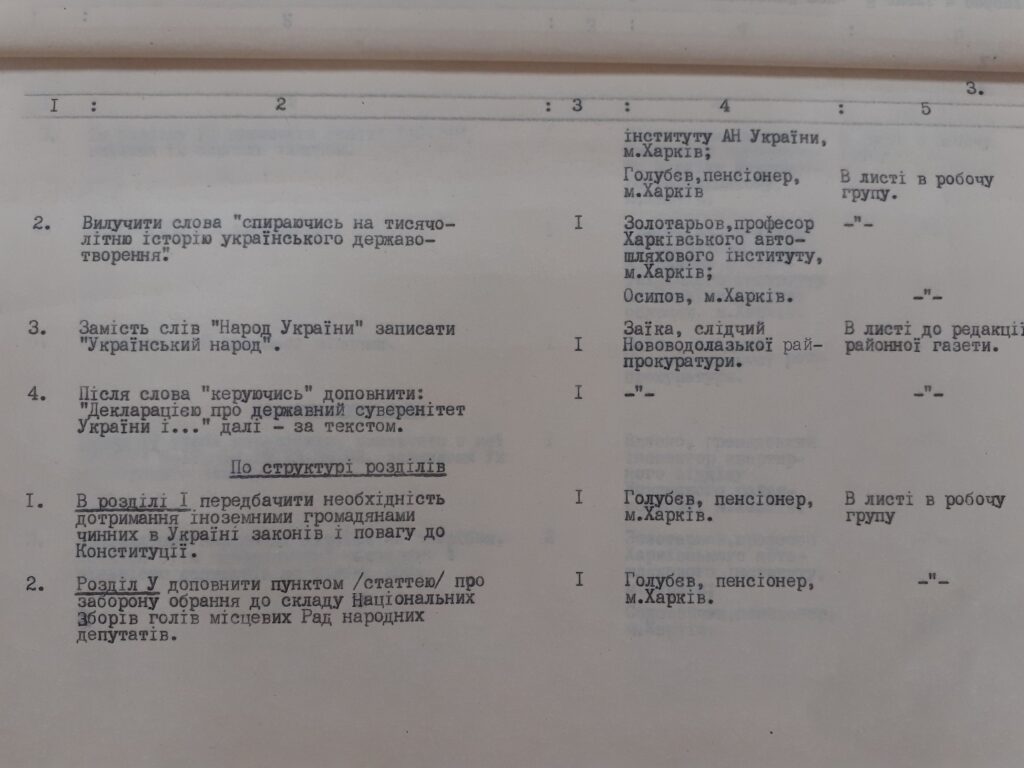 3.
I : 2 : 3 : 4 : 5
інституту АН України,
м.Харків;
Голубєв,пенсіонер, В листі в робочу
м.Харків групу.
2. Вилучити слова "спираючись на тисячо- I Золотарьов,професор -"-
літню історію українського державо- Харківського авто-
творення". шляхового інституту,
м.Харків;
Осипов, м.Харків. -"-
3. Замість слів "Народ України" записати Заїка, слідчий В листі до редакції
"Український народ". I Нововодолазької рай- районної газети.
прокуратури.
4. Після слова "керуючись" доповнити: I -"- -"-
"Декларацією про державний суверенітет
України і..." далі - за текстом.
По структурі розділів
I. В розділі I передбачити необхідність I Голубєв, пенсіонер, В листі в робочу
дотримання іноземними громадянами м.Харків. групу
чинних в Україні законів і повагу до
Конституції.
2. Розділ У доповнити пунктом /статтею/ про I Голубєв, пенсіонер, -"-
заборону обрання до складу Національних м.Харків.
Зборів голів місцевих Рад народних
депутатів.